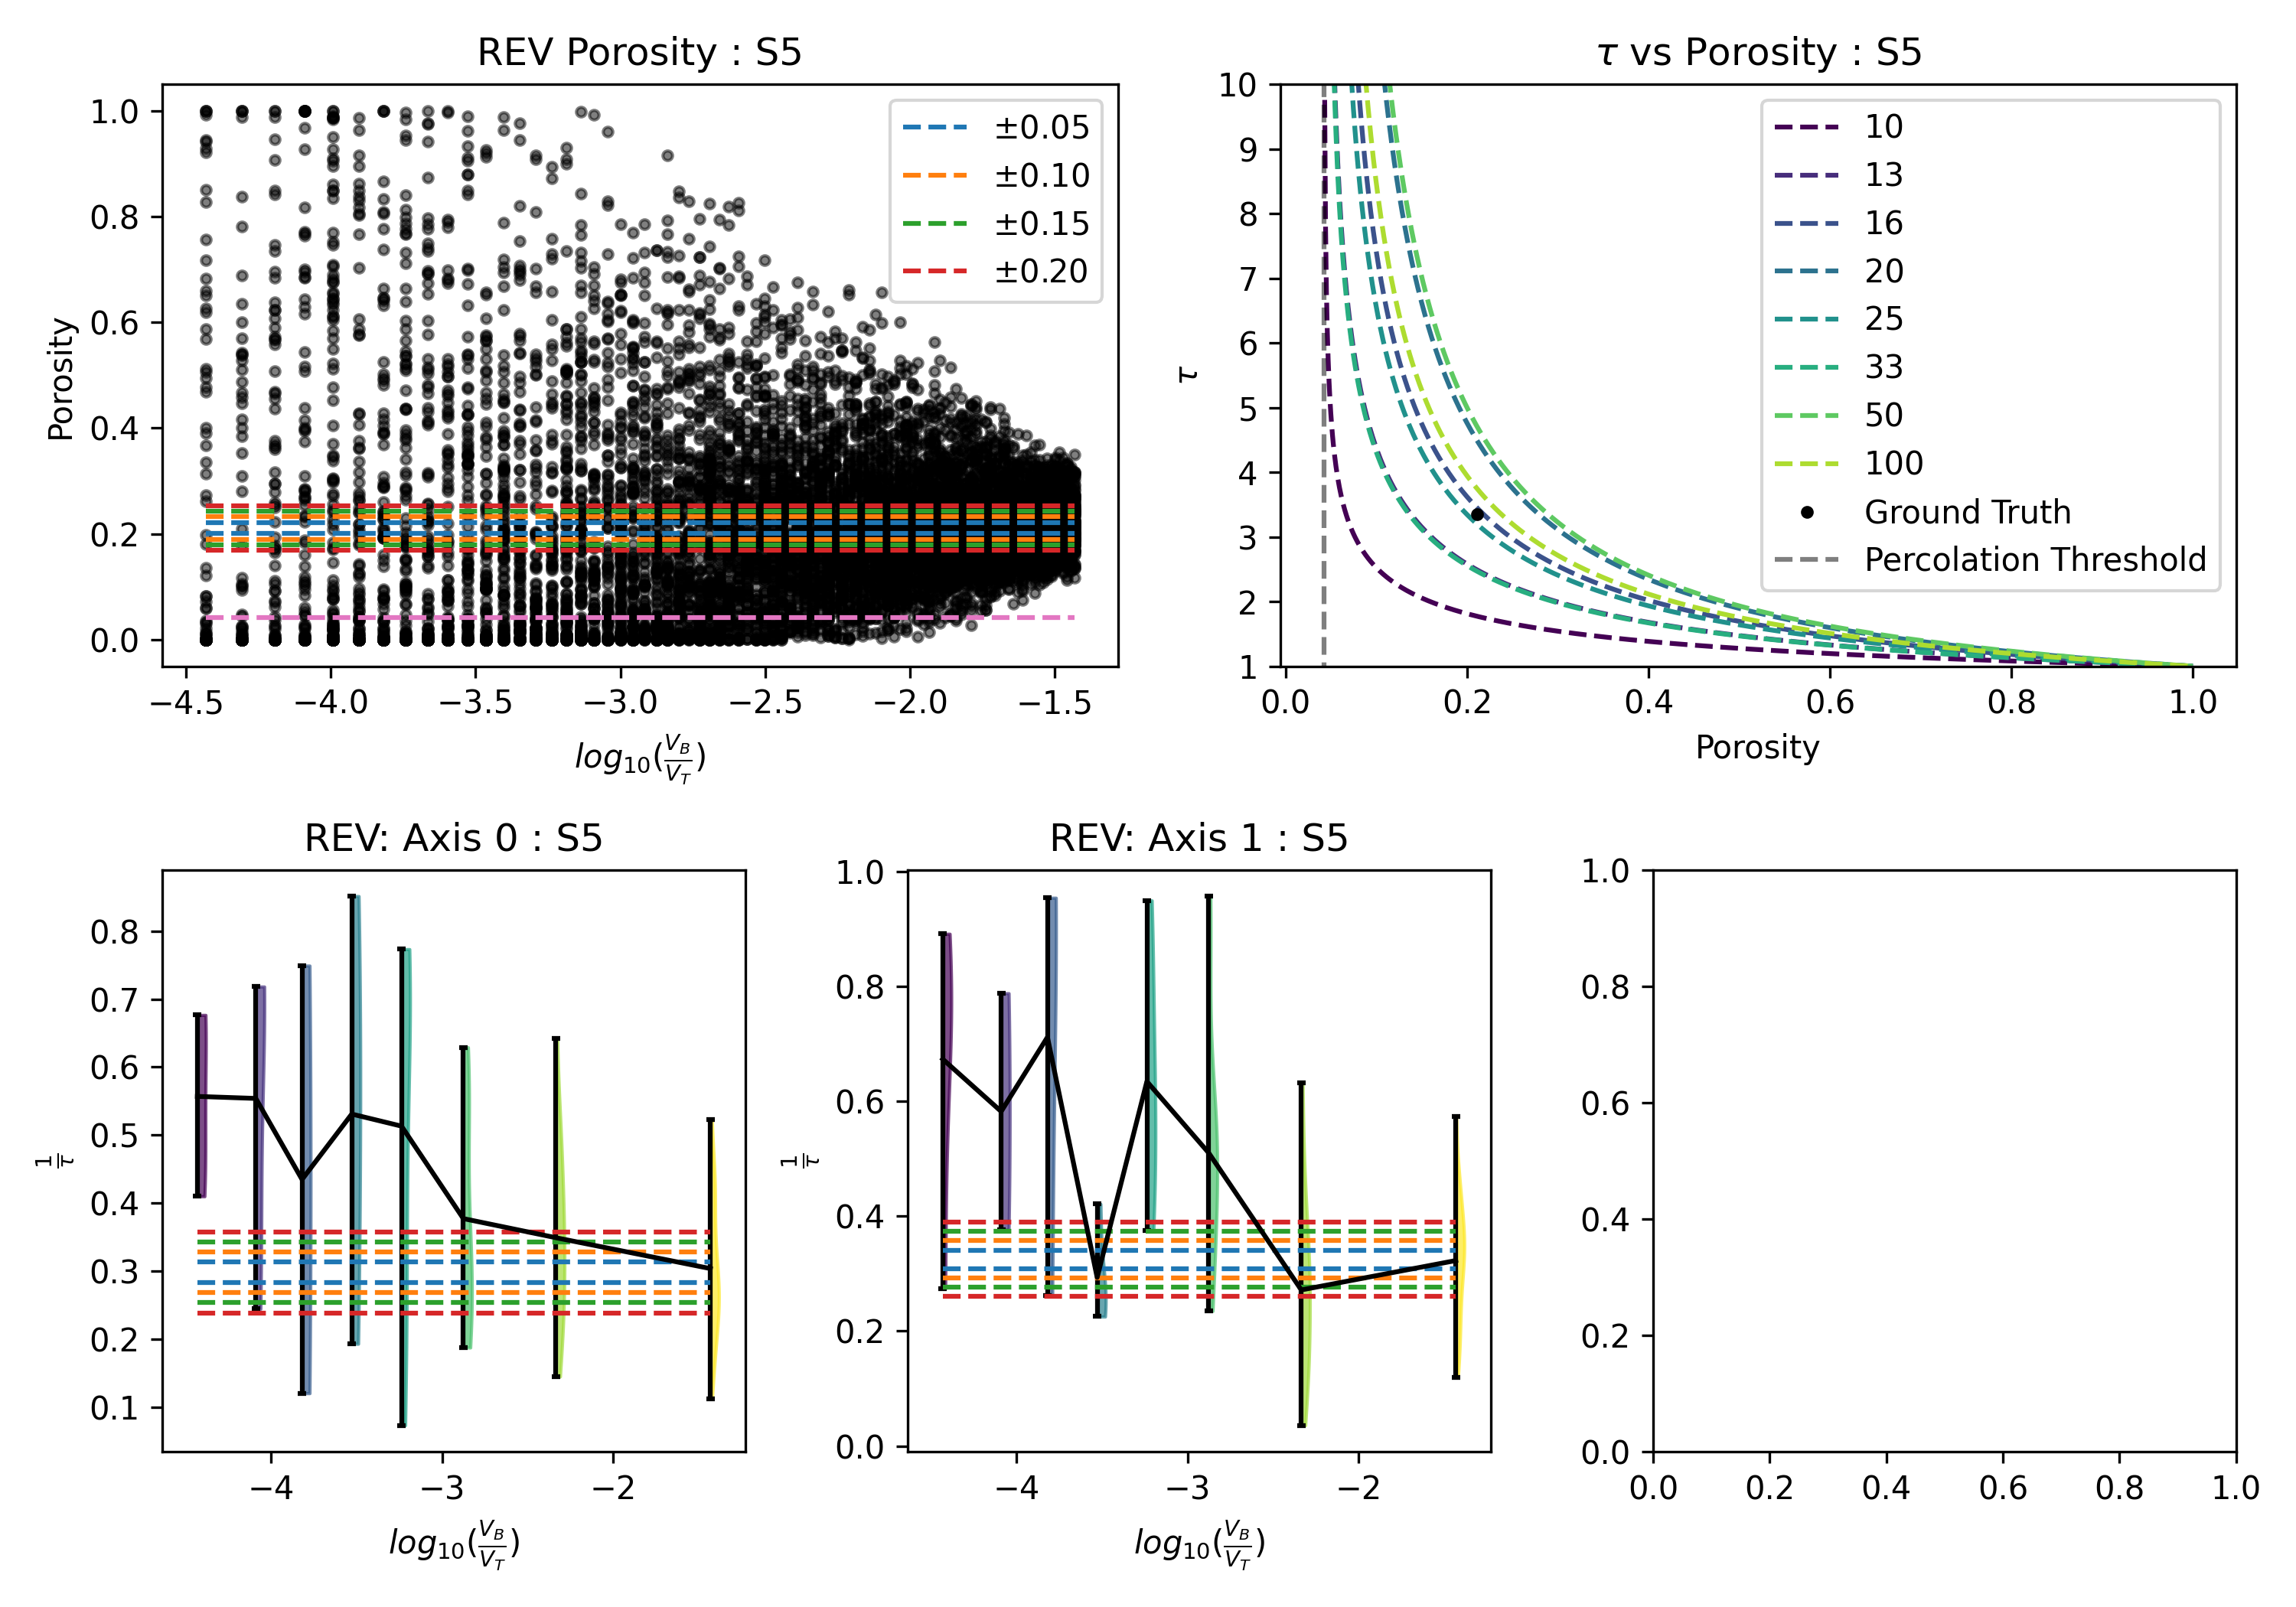 REV Porosity : S5
Porosity
1.0
0.8
0.6
0.4
0.2
0.0
−4.5 −4.0 −3.5 −3.0 −2.5 −2.0 −1.5
log10(V_B/V_T)
±0.05
±0.10
±0.15
±0.20
τ vs Porosity : S5
τ
10
9
8
7
6
5
4
3
2
1
0.0 0.2 0.4 0.6 0.8 1.0
Porosity
10
13
16
20
25
33
50
100
Ground Truth
Percolation Threshold
REV: Axis 0 : S5
1/τ
0.8
0.7
0.6
0.5
0.4
0.3
0.2
0.1
−4 −3 −2
log10(V_B/V_T)
REV: Axis 1 : S5
1/τ
1.0
0.8
0.6
0.4
0.2
0.0
−4 −3 −2
log10(V_B/V_T)
1.0
0.8
0.6
0.4
0.2
0.0
0.0 0.2 0.4 0.6 0.8 1.0